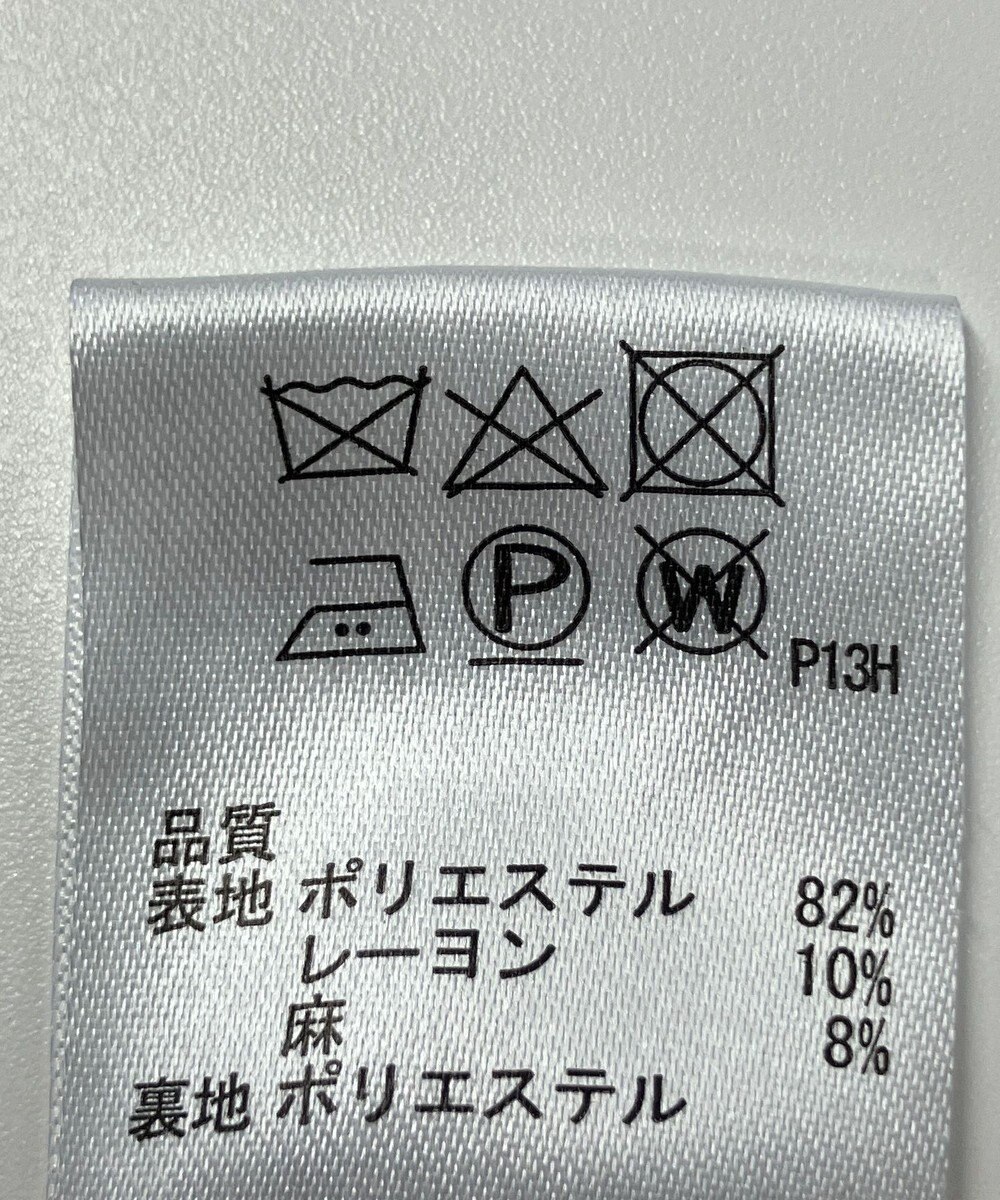 P
W
P13H
品質
表地 ポリエステル 82%
レーヨン 10%
麻 8%
裏地 ポリエステル